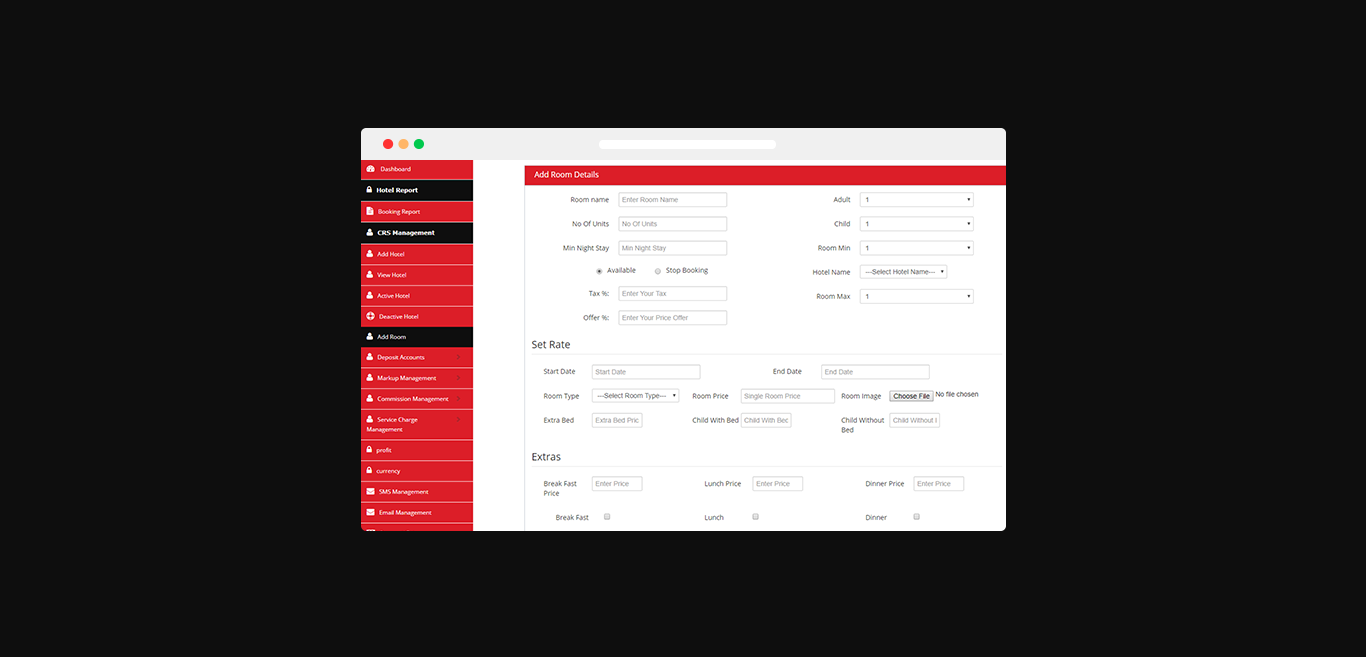 Dashboard
Hotel Report
Booking Report
CRS Management
Add Hotel
View Hotel
Active Hotel
Deactive Hotel
Add Room
Deposit Accounts
Markup Management
Commission Management
Service Charge
Management
profit
currency
SMS Management
Email Management
Add Room Details
Room name Enter Room Name Adult 1
No Of Units No Of Units Child 1
Min Night Stay Min Night Stay Room Min 1
Available Stop Booking Hotel Name ---Select Hotel Name---
Tax %: Enter Your Tax Room Max 1
Offer %: Enter Your Price Offer
Set Rate
Start Date Start Date End Date End Date
Room Type ---Select Room Type--- Room Price Single Room Price Room Image Choose File No file chosen
Extra Bed Extra Bed Pric Child With Bed Child With Bed Child Without
Bed Child Without
Extras
Break Fast
Price Enter Price Lunch Price Enter Price Dinner Price Enter Price
Break Fast Lunch Dinner